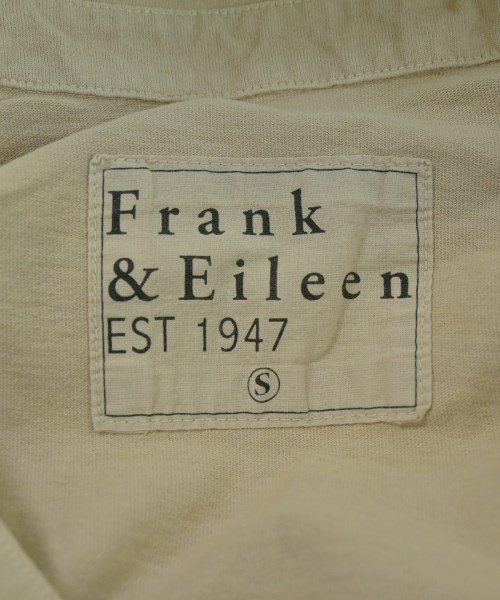 Frank
& Eileen
EST 1947
S